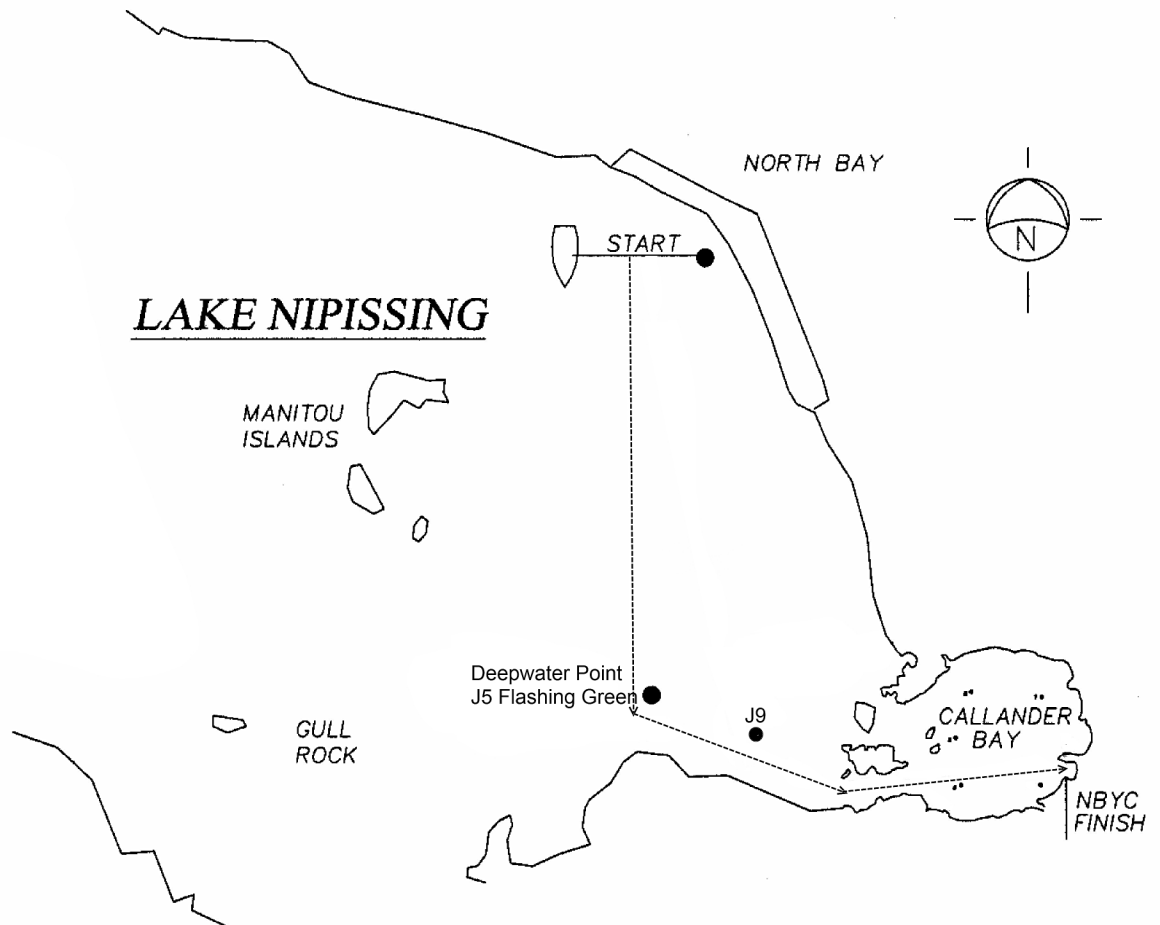 NORTH BAY
START
N
LAKE NIPISSING
MANITOU
ISLANDS
Deepwater Point
J5 Flashing Green
J9
GULL
ROCK
CALLANDER
BAY
NBYC
FINISH